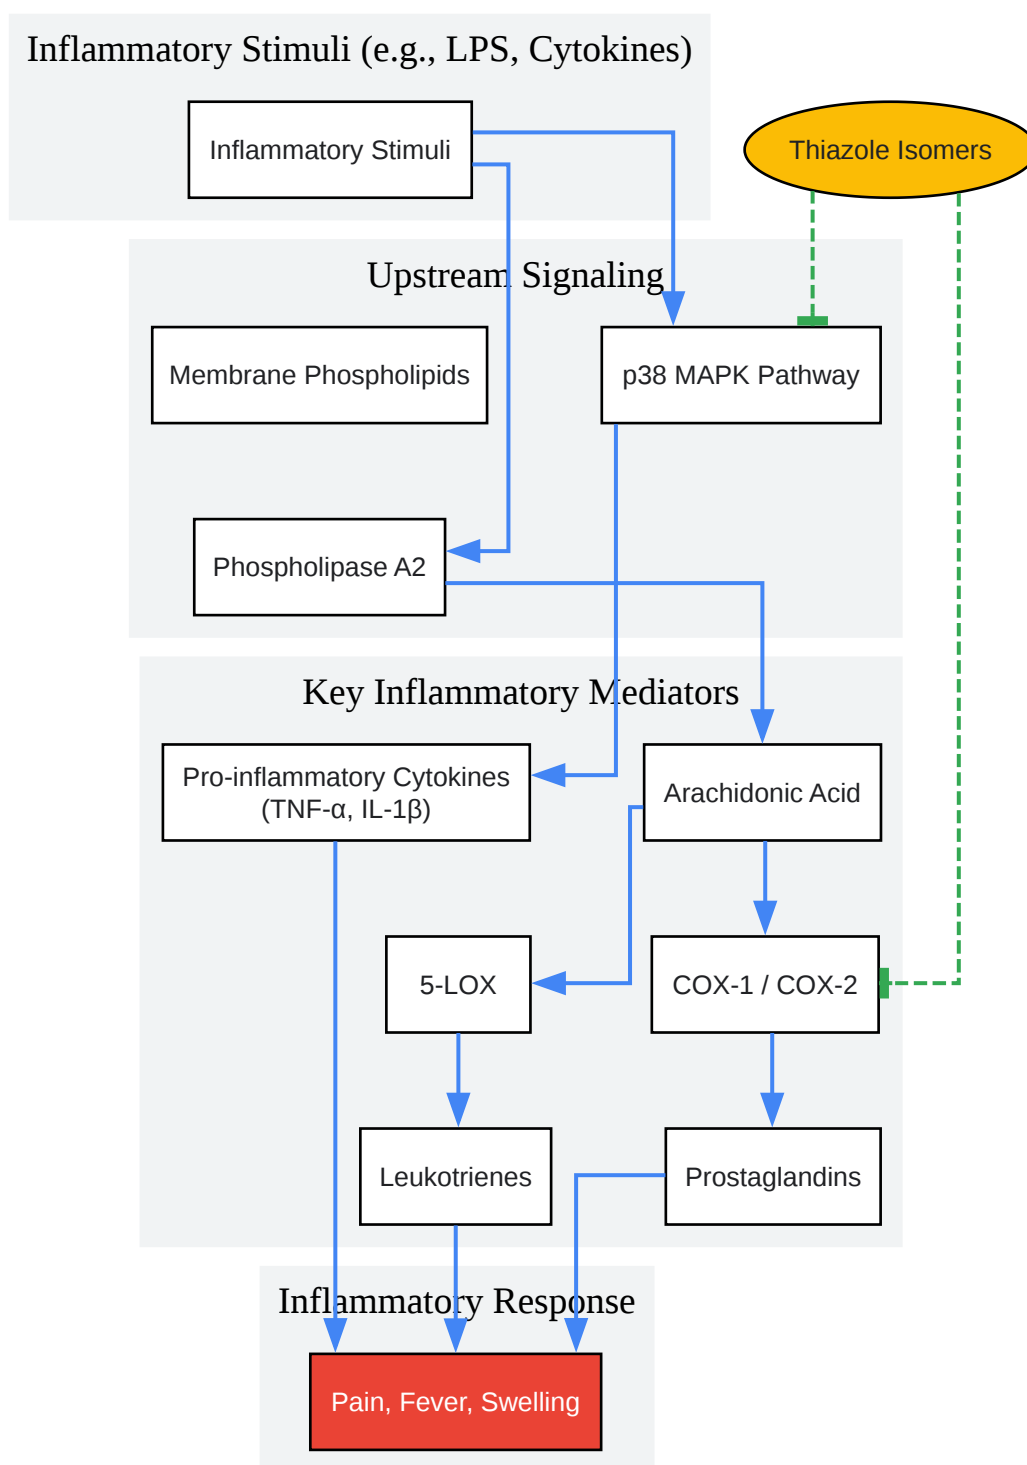 Inflammatory Stimuli (e.g., LPS, Cytokines)
Inflammatory Stimuli
Thiazole Isomers
Upstream Signaling
Membrane Phospholipids
p38 MAPK Pathway
Phospholipase A2
Key Inflammatory Mediators
Pro-inflammatory Cytokines
(TNF-α, IL-1β)
Arachidonic Acid
5-LOX
COX-1 / COX-2
Leukotrienes
Prostaglandins
Inflammatory Response
Pain, Fever, Swelling